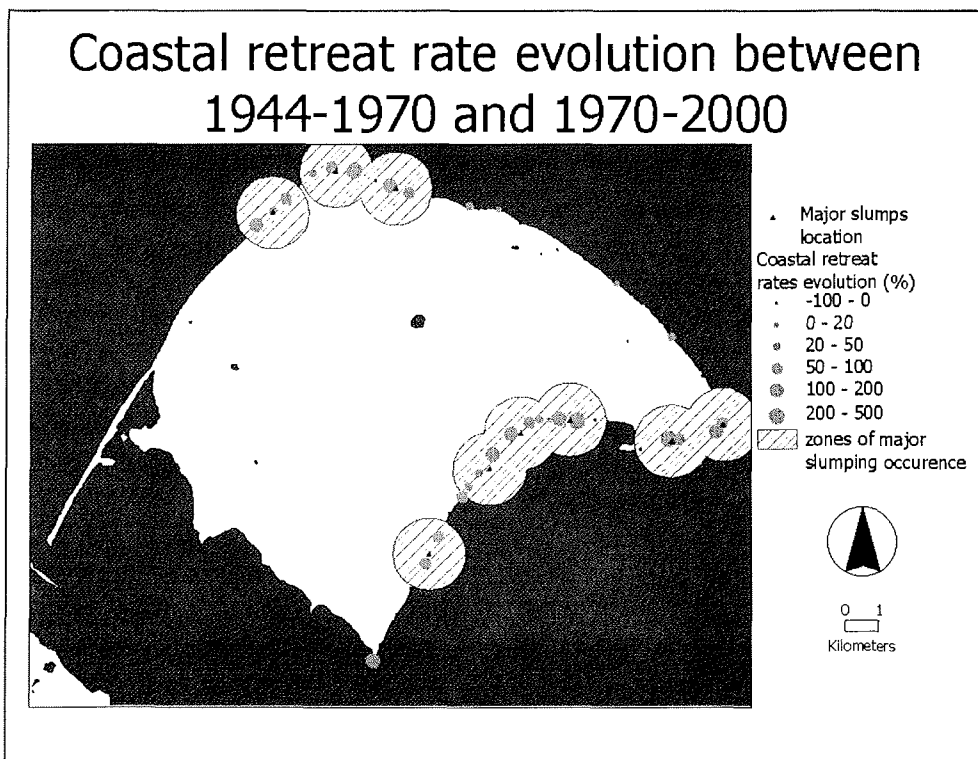 Coastal retreat rate evolution between
1944-1970 and 1970-2000
Major slumps
location
Coastal retreat
rates evolution (%)
-100 - 0
0 - 20
20 - 50
50 - 100
100 - 200
200 - 500
zones of major
slumping occurence
0 1
Kilometers